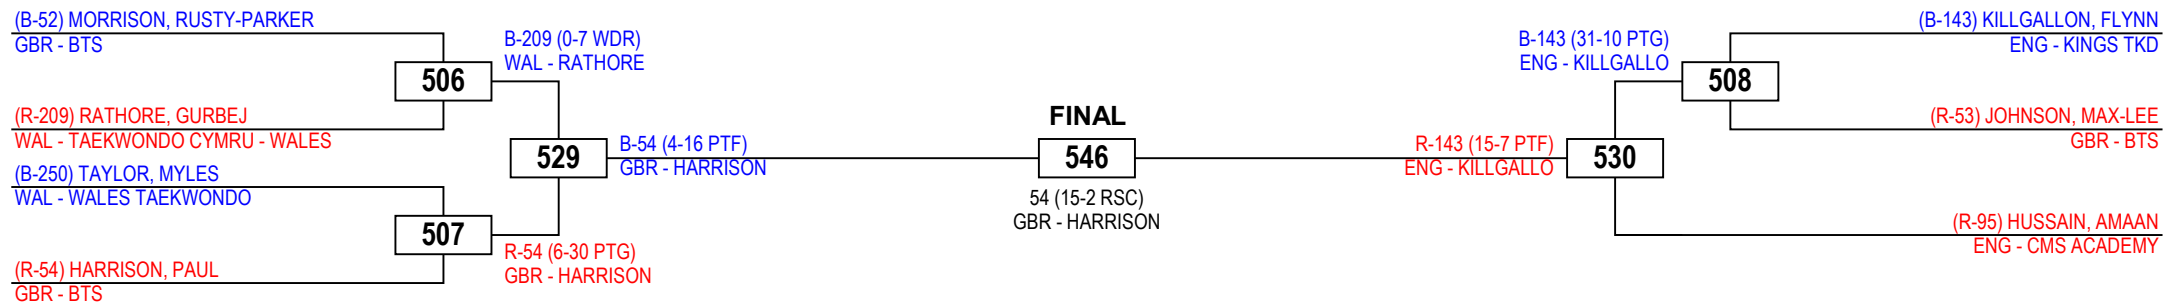 (B-52) MORRISON, RUSTY-PARKER
GBR - BTS
506
(R-209) RATHORE, GURBEJ
WAL - TAEKWONDO CYMRU - WALES
B-209 (0-7 WDR)
WAL - RATHORE
(B-250) TAYLOR, MYLES
WAL - WALES TAEKWONDO
507
(R-54) HARRISON, PAUL
GBR - BTS
R-54 (6-30 PTG)
GBR - HARRISON
529
B-54 (4-16 PTF)
GBR - HARRISON
FINAL
546
54 (15-2 RSC)
GBR - HARRISON
R-143 (15-7 PTF)
ENG - KILLGALLO
530
B-143 (31-10 PTG)
ENG - KILLGALLO
508
(B-143) KILLGALLON, FLYNN
ENG - KINGS TKD
(R-53) JOHNSON, MAX-LEE
GBR - BTS
(R-95) HUSSAIN, AMAAN
ENG - CMS ACADEMY